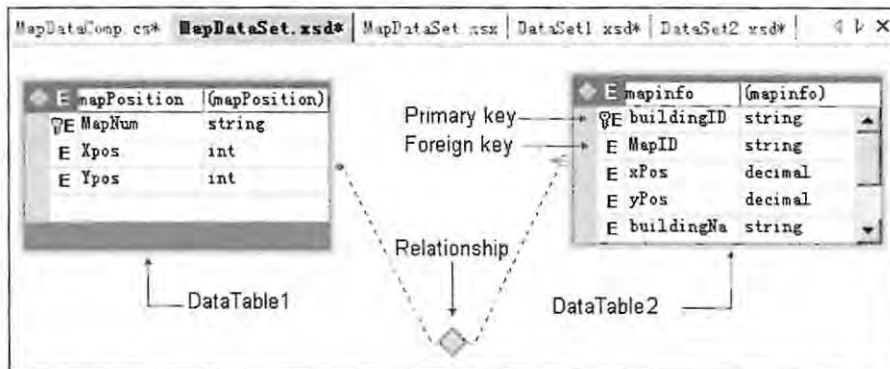 MapDataComp.cs* MapDataSet.xsd* MapDataSet.xsx DataSet1.xsd* DataSet2.xsd*
E mapPosition (mapPosition)
E MapNum string
E Xpos int
E Ypos int
DataTable1
Primary key
Foreign key
Relationship
E mapinfo (mapinfo)
E buildingID string
E MapID string
E xPos decimal
E yPos decimal
E buildingNa string
DataTable2